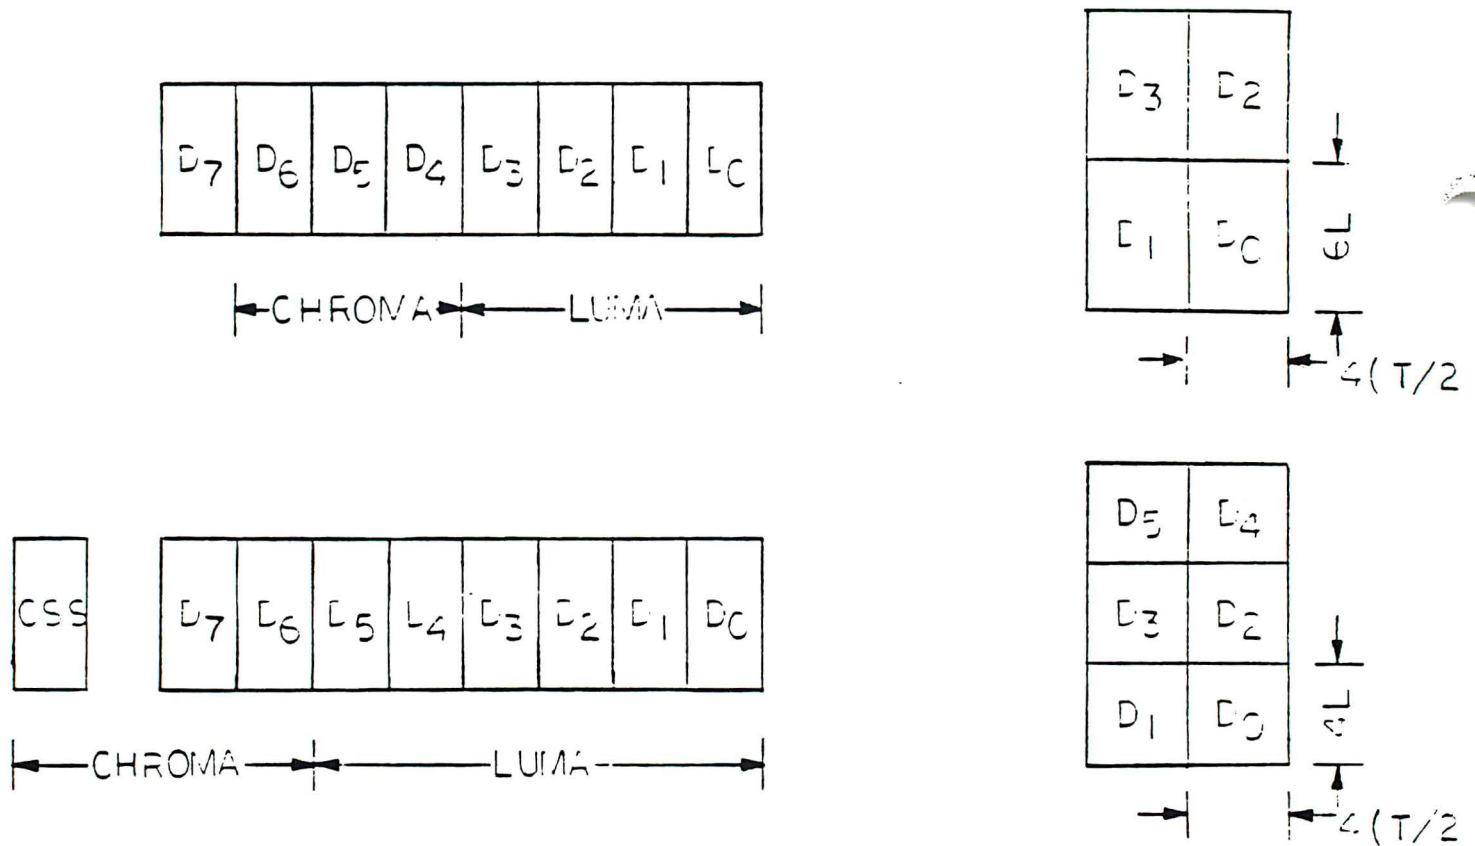 D3 D2
D7 D6 D5 D4 D3 D2 D1 D0
D1 D0
6L
CHROMA LUMA
4(T/2
D5 D4
CSS D7 D6 D5 D4 D3 D2 D1 D0
D3 D2
D1 D0
4L
CHROMA LUMA
4(T/2